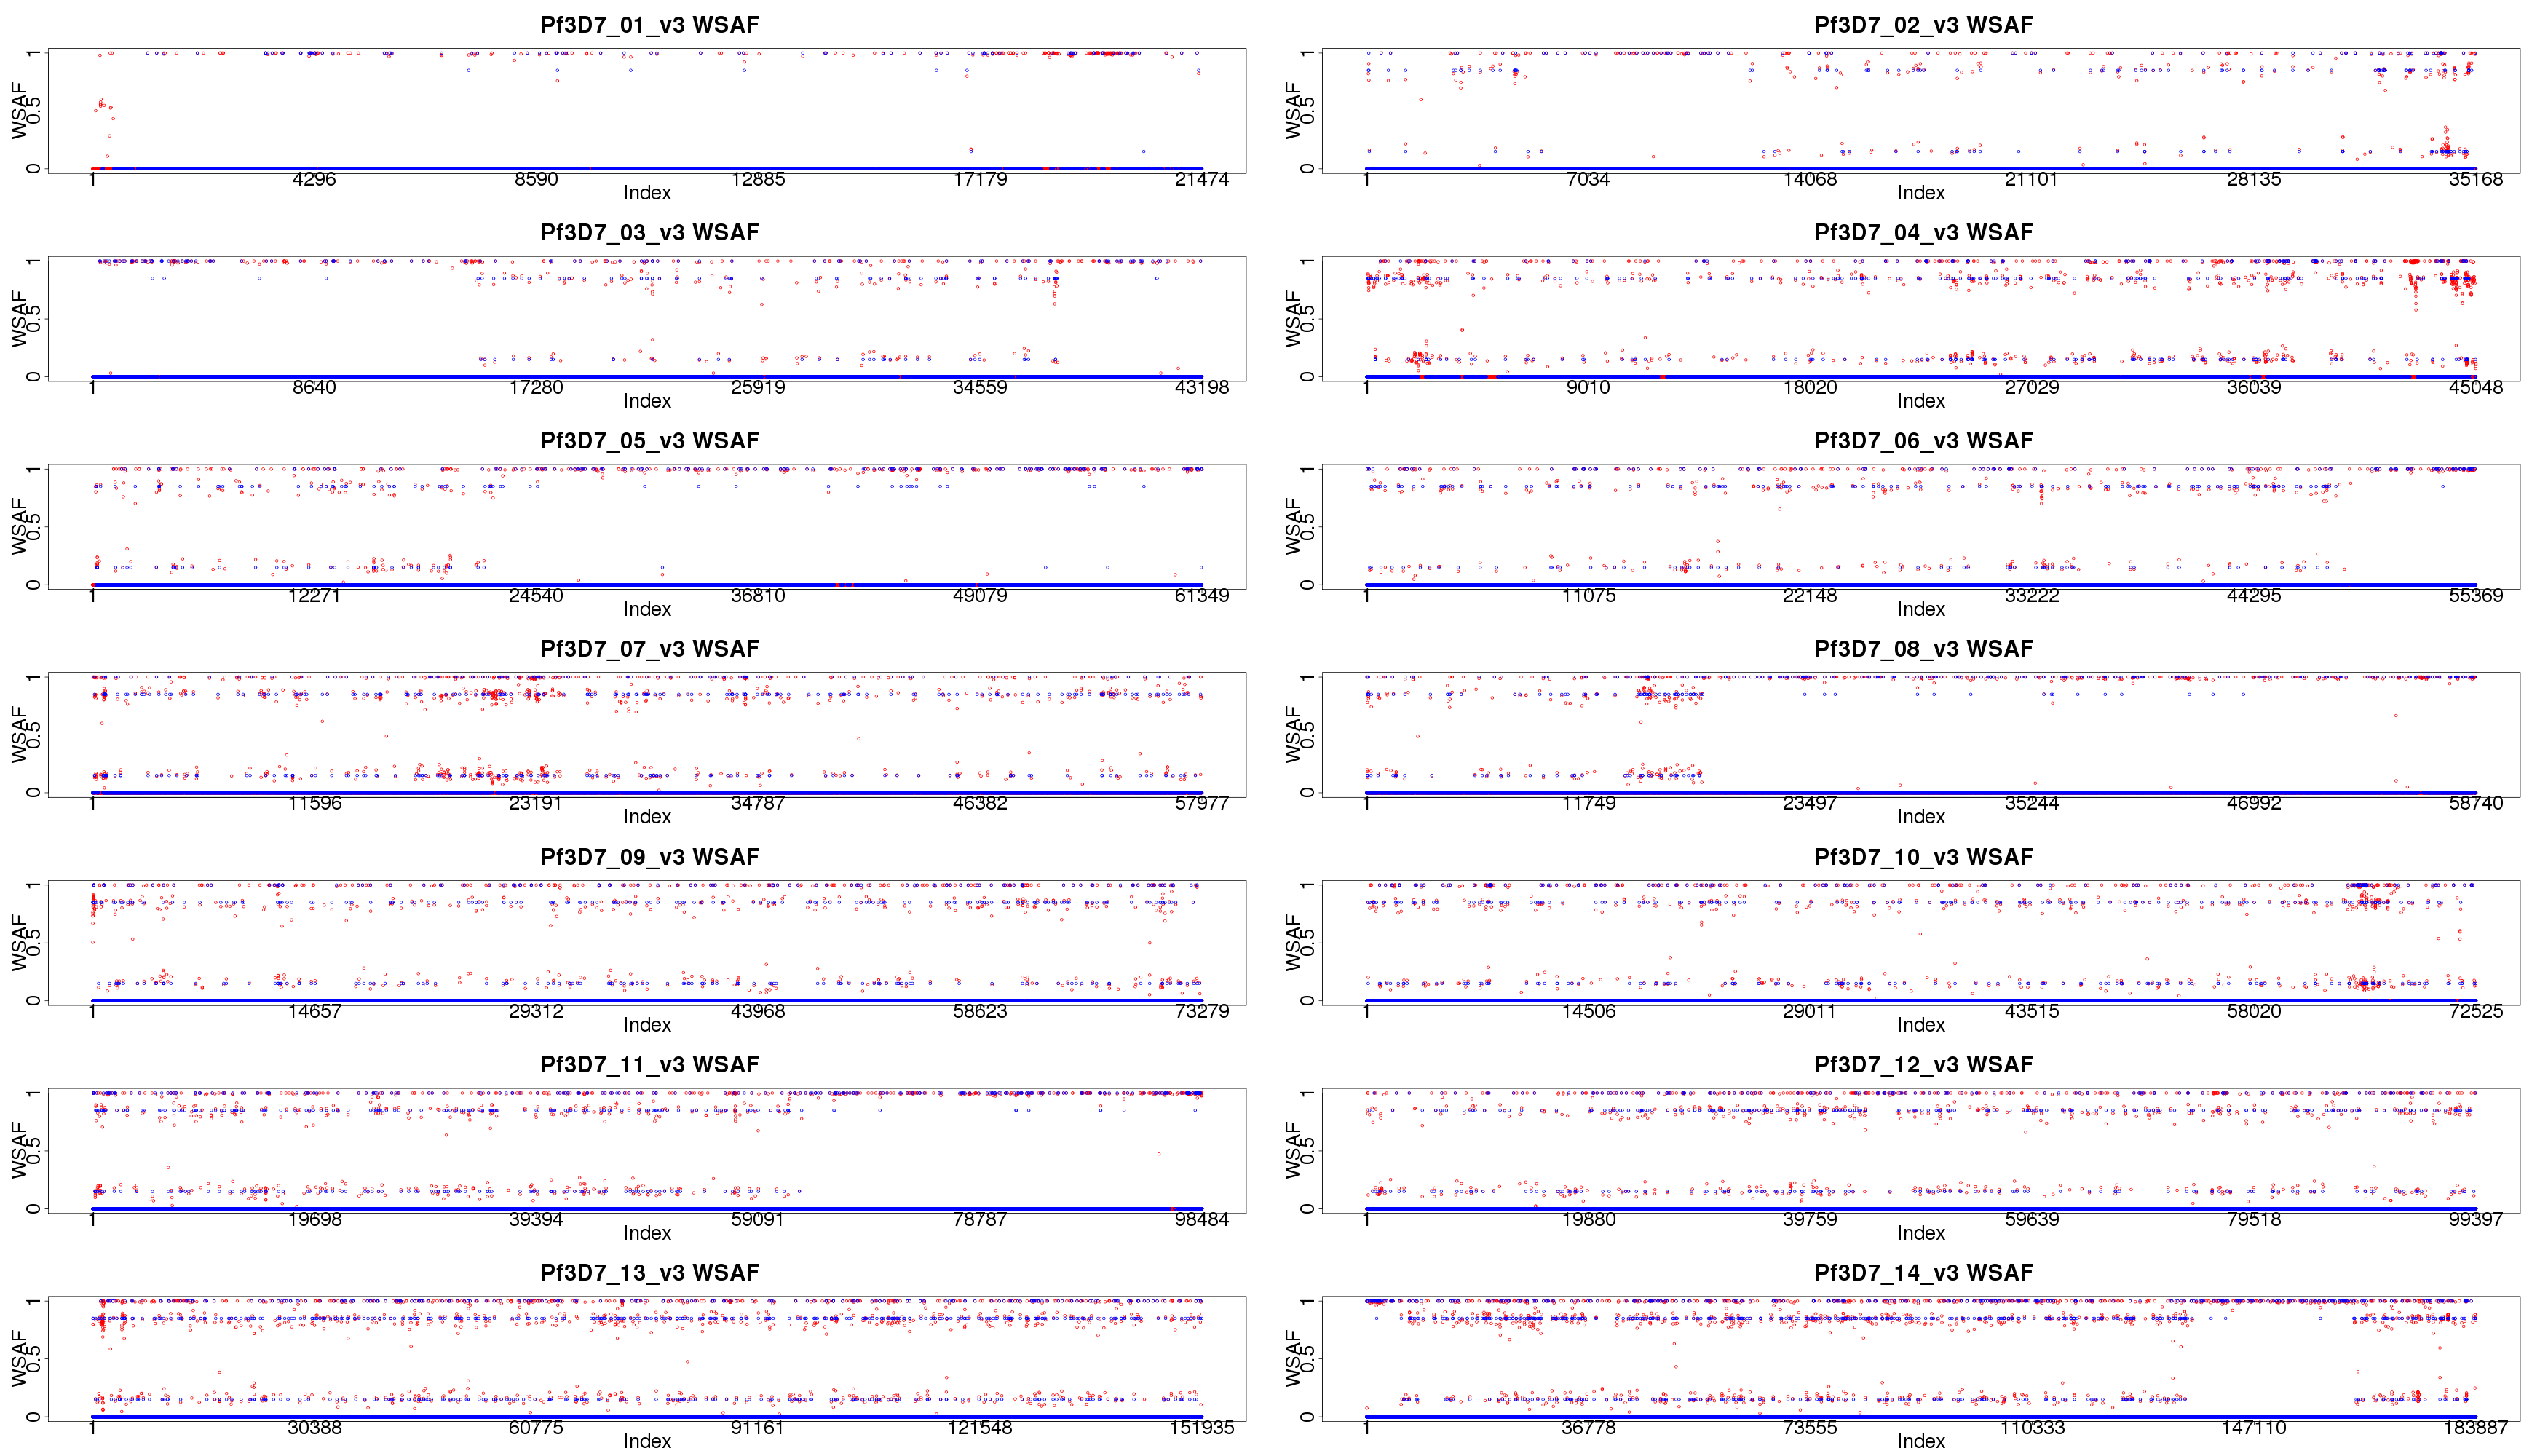 Pf3D7_01_v3 WSAF
WSAF
0 0.5 1
1 4296 8590 12885 17179 21474
Index
Pf3D7_02_v3 WSAF
WSAF
0 0.5 1
1 7034 14068 21101 28135 35168
Index
Pf3D7_03_v3 WSAF
WSAF
0 0.5 1
1 8640 17280 25919 34559 43198
Index
Pf3D7_04_v3 WSAF
WSAF
0 0.5 1
1 9010 18020 27029 36039 45048
Index
Pf3D7_05_v3 WSAF
WSAF
0 0.5 1
1 12271 24540 36810 49079 61349
Index
Pf3D7_06_v3 WSAF
WSAF
0 0.5 1
1 11075 22148 33222 44295 55369
Index
Pf3D7_07_v3 WSAF
WSAF
0 0.5 1
1 11596 23191 34787 46382 57977
Index
Pf3D7_08_v3 WSAF
WSAF
0 0.5 1
1 11749 23497 35244 46992 58740
Index
Pf3D7_09_v3 WSAF
WSAF
0 0.5 1
1 14657 29312 43968 58623 73279
Index
Pf3D7_10_v3 WSAF
WSAF
0 0.5 1
1 14506 29011 43515 58020 72525
Index
Pf3D7_11_v3 WSAF
WSAF
0 0.5 1
1 19698 39394 59091 78787 98484
Index
Pf3D7_12_v3 WSAF
WSAF
0 0.5 1
1 19880 39759 59639 79518 99397
Index
Pf3D7_13_v3 WSAF
WSAF
0 0.5 1
1 30388 60775 91161 121548 151935
Index
Pf3D7_14_v3 WSAF
WSAF
0 0.5 1
1 36778 73555 110333 147110 183887
Index